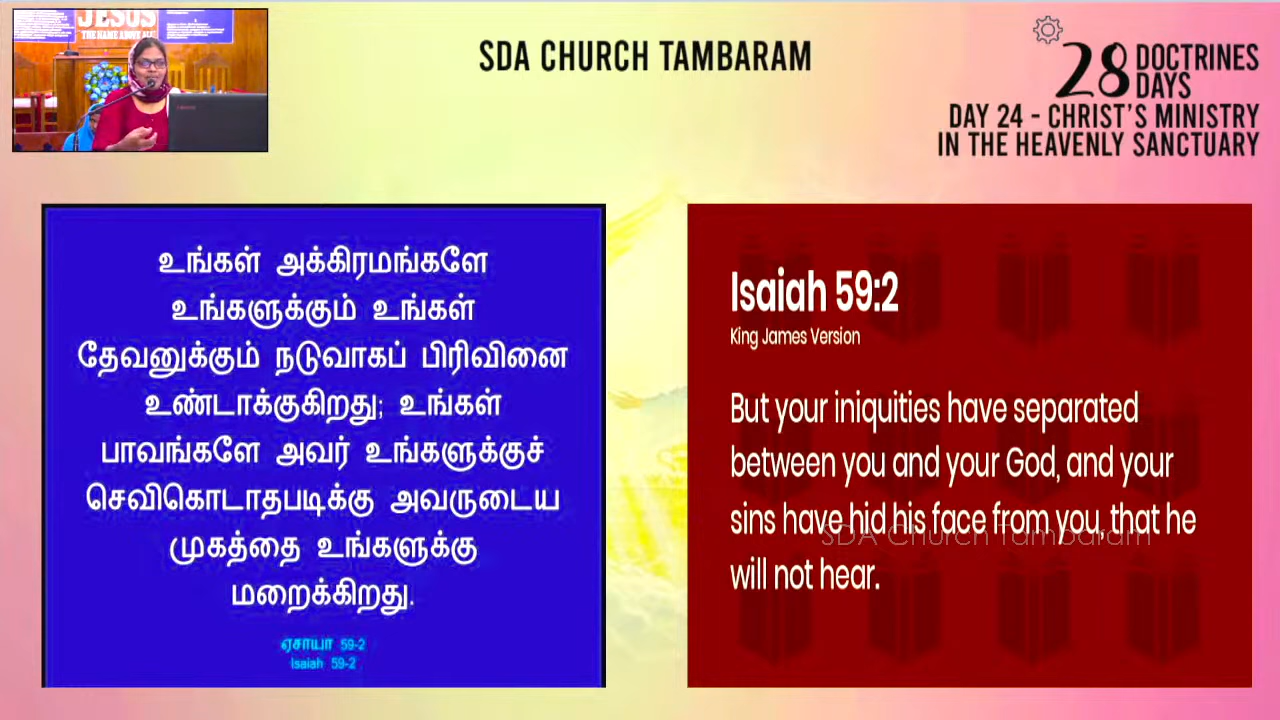 JESUS
THE NAME ABOVE ALL
SDA CHURCH TAMBARAM
28 DOCTRINES
DAYS
DAY 24 - CHRIST'S MINISTRY
IN THE HEAVENLY SANCTUARY
உங்கள் அக்கிரமங்களே
உங்களுக்கும் உங்கள்
தேவனுக்கும் நடுவாகப் பிரிவினை
உண்டாக்குகிறது; உங்கள்
பாவங்களே அவர் உங்களுக்குச்
செவிகொடாதபடிக்கு அவருடைய
முகத்தை உங்களுக்கு
மறைக்கிறது.
ஏசாயா 59-2
Isaiah 59-2
Isaiah 59:2
King James Version
But your iniquities have separated
between you and your God, and your
sins have hid his face from you, that he
will not hear.
SDA Church Tambaram